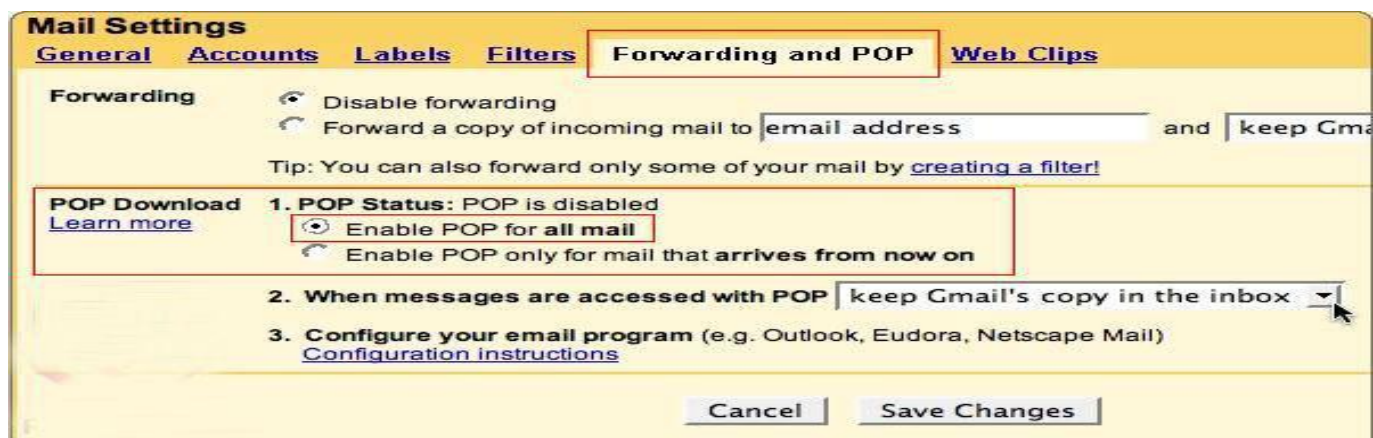 Mail Settings
General Accounts Labels Filters Forwarding and POP Web Clips
Forwarding Disable forwarding
Forward a copy of incoming mail to email address and keep Gma
Tip: You can also forward only some of your mail by creating a filter!
POP Download 1. POP Status: POP is disabled
Learn more Enable POP for all mail
Enable POP only for mail that arrives from now on
2. When messages are accessed with POP keep Gmail's copy in the inbox
3. Configure your email program (e.g. Outlook, Eudora, Netscape Mail)
Configuration instructions
Cancel Save Changes